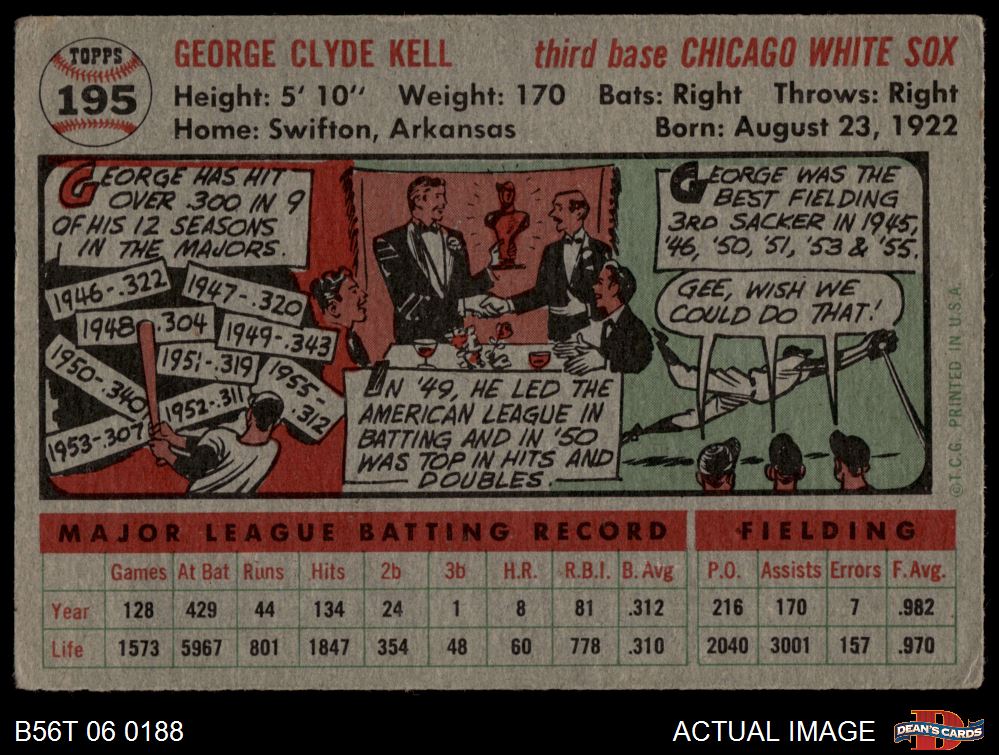 TOPPS
195
GEORGE CLYDE KELL third base CHICAGO WHITE SOX
Height: 5' 10" Weight: 170 Bats: Right Throws: Right
Home: Swifton, Arkansas Born: August 23, 1922
GEORGE HAS HIT
OVER .300 IN 9
OF HIS 12 SEASONS
IN THE MAJORS.
1946-.322
1947-.320
1948-.304
1949-.343
1950-.340
1951-.319
1952-.311
1953-.307
1955-.312
IN '49, HE LED THE
AMERICAN LEAGUE IN
BATTING AND IN '50
WAS TOP IN HITS AND
DOUBLES.
GEORGE WAS THE
BEST FIELDING
3RD SACKER IN 1945,
'46, '50, '51, '53 & '55.
GEE, WISH WE
COULD DO THAT!
©T.C.G. PRINTED IN U.S.A.
MAJOR LEAGUE BATTING RECORD FIELDING
Games At Bat Runs Hits 2b 3b H.R. R.B.I. B. Avg P.O. Assists Errors F. Avg.
Year 128 429 44 134 24 1 8 81 .312 216 170 7 .982
Life 1573 5967 801 1847 354 48 60 778 .310 2040 3001 157 .970
B56T 06 0188 ACTUAL IMAGE
DEAN'S CARDS